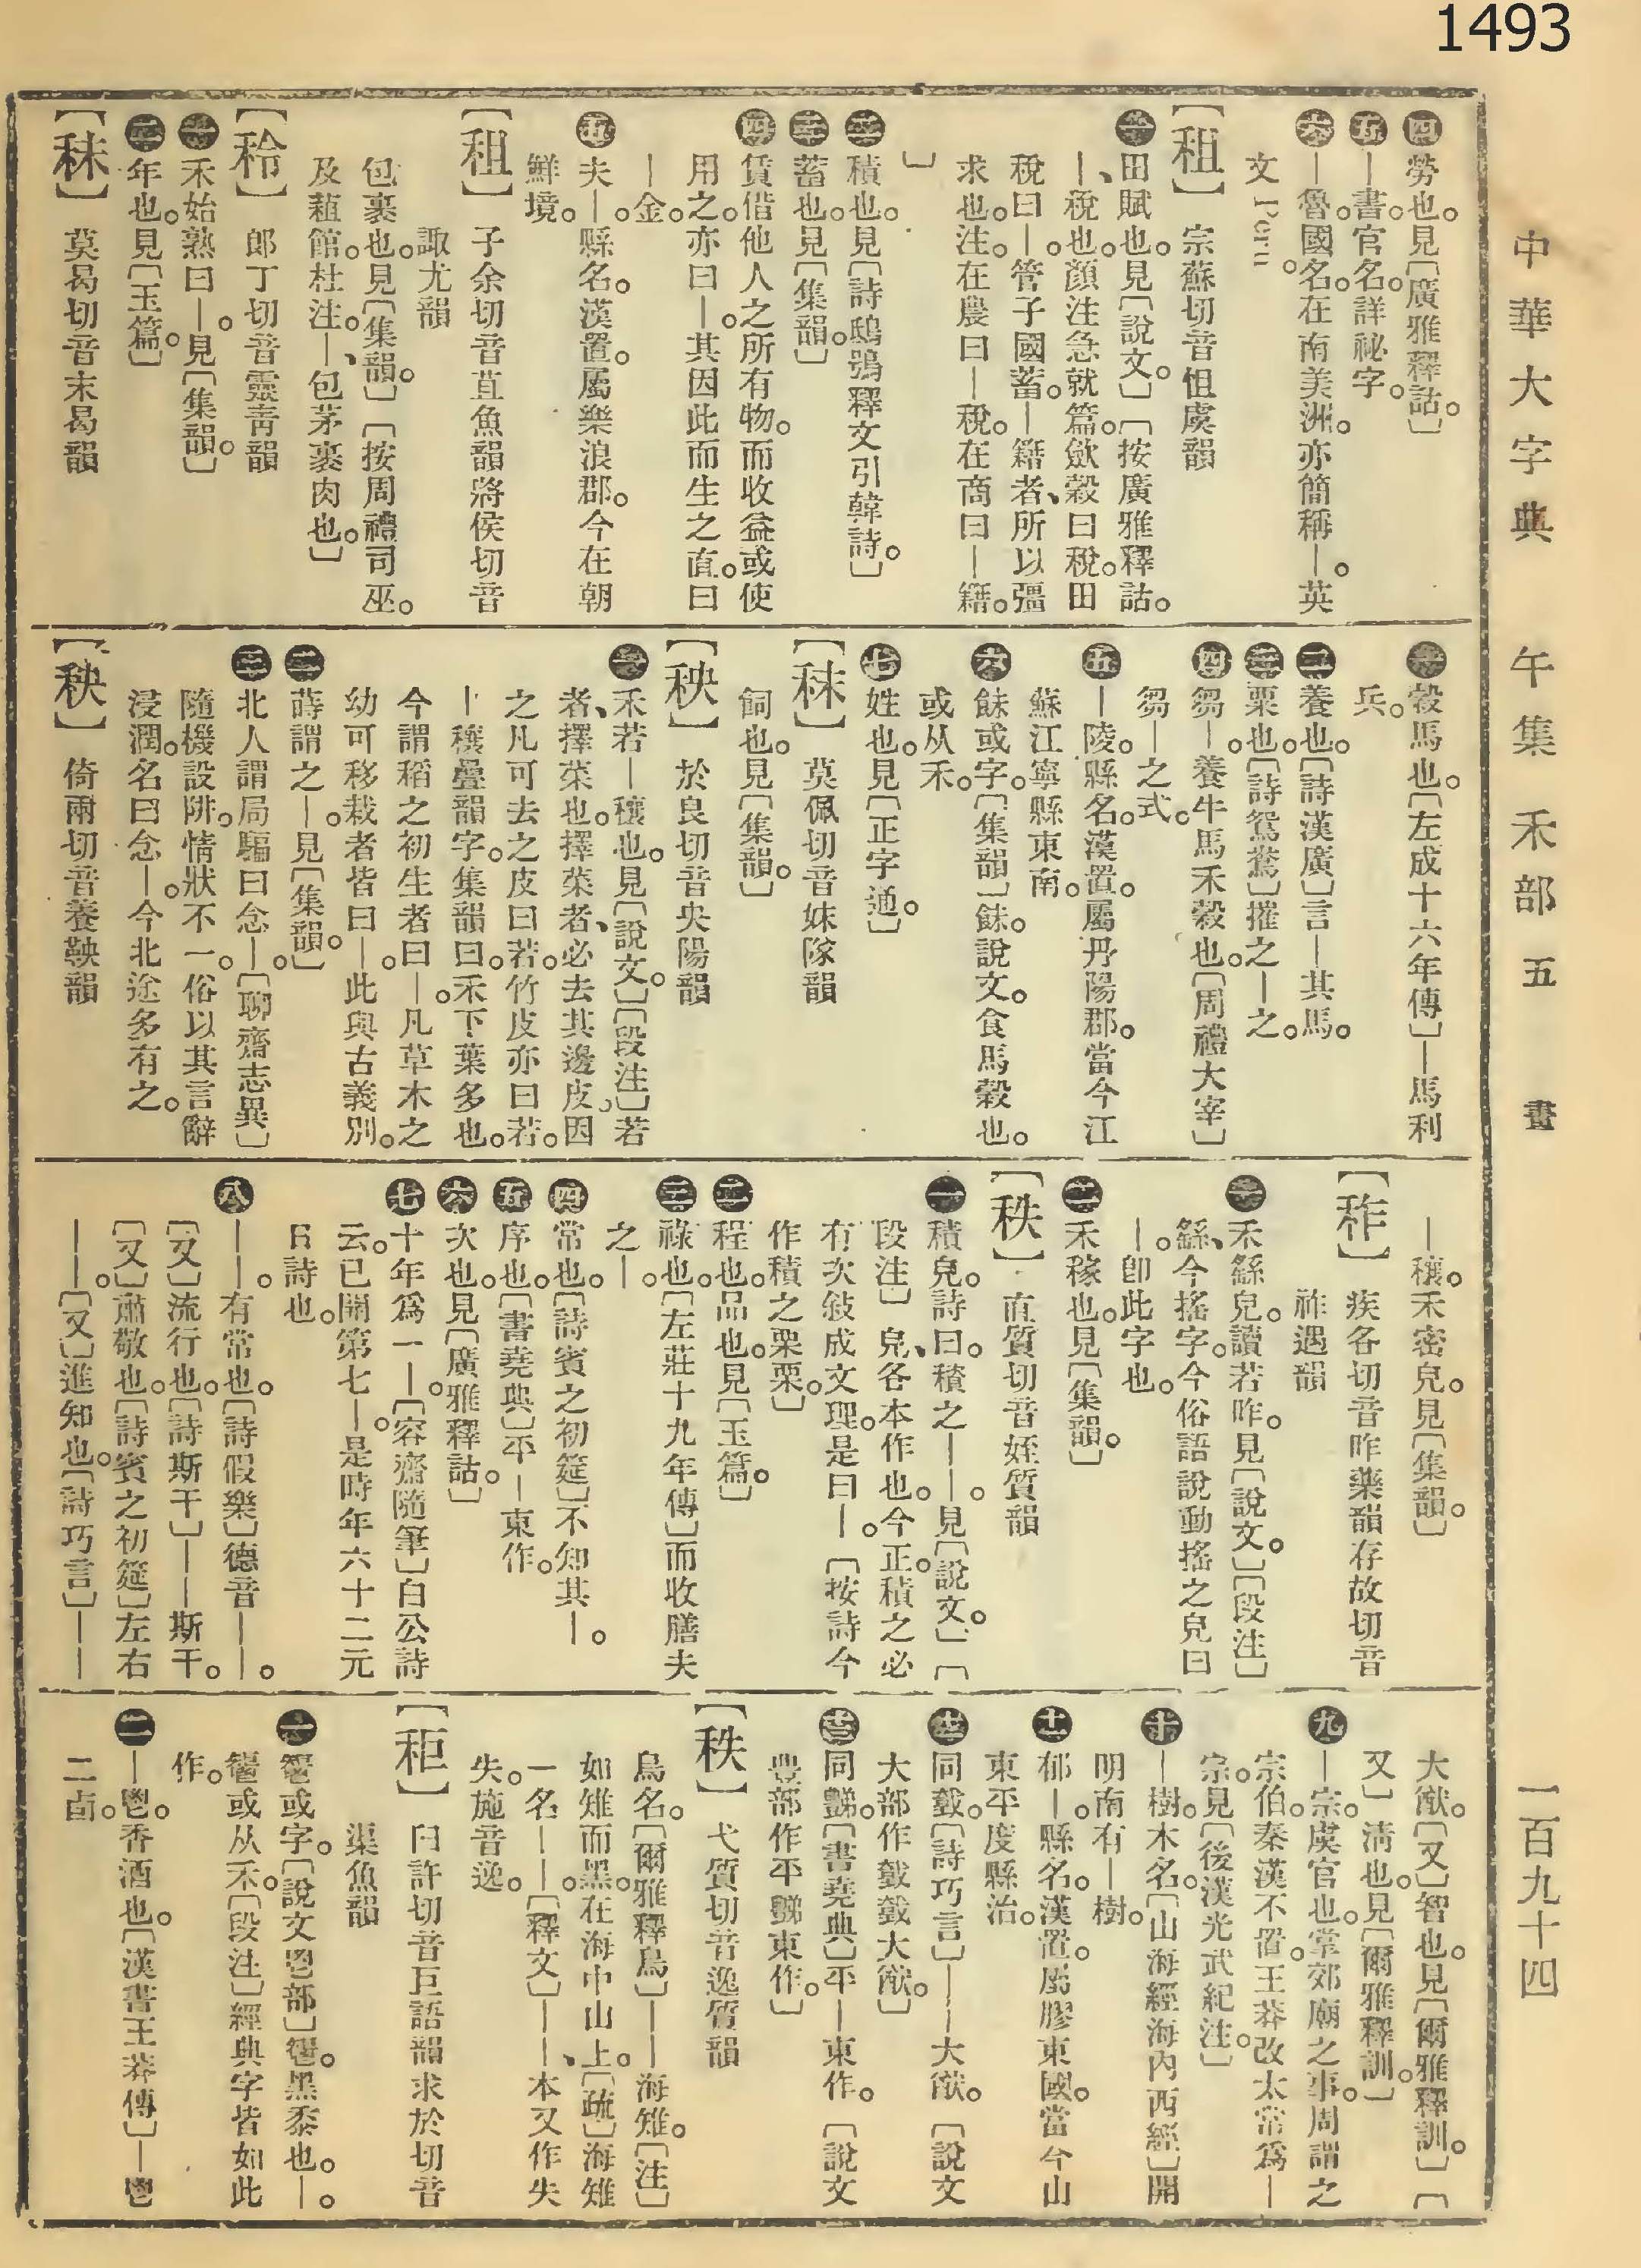 1493
中華大字典　午集　禾部　五畫　一百九十四
㊃勞也。見〔廣雅釋詁。〕
㊄｜書。官名。詳祕字。
㊅｜魯。國名。在南美洲。亦簡稱｜。英
文Peru。
【租】宗蘇切音怚虞韻
㊀田賦也。見〔說文。〕〔按廣雅釋詁。
｜、稅也。顏注急就篇。斂穀曰稅。田
稅曰｜。管子國蓄。｜籍者、所以彊
求也。注。在農曰｜稅。在商曰｜籍。
〕
㊁積也。見〔詩鴟鴞釋文引韓詩。〕
㊂蓄也。見〔集韻。〕
㊃賃借他人之所有物。而收益或使
用之。亦曰｜。其因此而生之直。曰
｜金。
㊄夫｜。縣名。漢置。屬樂浪郡。今在朝
鮮境。
【租】子余切音苴魚韻將侯切音
諏尤韻
包裹也。見〔集韻。〕〔按周禮司巫。
及蒩館。杜注。｜、包茅裹肉也。〕
【秢】郎丁切音靈靑韻
㊀禾始熟曰｜。見〔集韻。〕
㊁年也。見〔玉篇。〕
【秣】莫曷切音末曷韻
㊀穀馬也。〔左成十六年傳〕｜馬利
兵。
㊁養也。〔詩漢廣〕言｜其馬。
㊂粟也。〔詩鴛鴦〕摧之｜之。
㊃芻｜。養牛馬禾穀也。〔周禮大宰〕
芻｜之式。
㊄｜陵。縣名。漢置。屬丹陽郡。當今江
蘇江寧縣東南。
㊅餗或字。〔集韻〕餗。說文。食馬穀也。
或从禾。
㊆姓也。見〔正字通。〕
【秣】莫佩切音妹隊韻
飼也。見〔集韻。〕
【秧】於良切音央陽韻
㊀禾若｜穰也。見〔說文。〕〔段注〕若
者、擇菜也。擇菜者、必去其邊皮。因
之凡可去之皮曰若。竹皮亦曰若。
｜穰疊韻字。集韻曰。禾下葉多也。
今謂稻之初生者曰｜。凡草木之
幼可移栽者皆曰｜。此與古義別。
㊁蒔謂之｜。見〔集韻。〕
㊂北人謂局騙曰念｜。〔聊齋志異〕
隨機設阱。情狀不一。俗以其言辭
浸潤。名曰念｜。今北途多有之。
【秧】倚兩切音養鞅韻
｜穰。禾密皃。見〔集韻。〕
【秨】疾各切音昨藥韻存故切音
祚遇韻
㊀禾繇皃。讀若昨。見〔說文。〕〔段注〕
繇、今搖字。今俗語說動搖之皃曰
｜。卽此字也。
㊁禾稼也。見〔集韻。〕
【秩】直質切音姪質韻
㊀積皃。詩曰、積之｜｜。見〔說文。〕〔
段注〕皃、各本作也。今正。積之必
有次敍成文理。是曰｜。〔按詩今
作積之栗栗。〕
㊁程也。品也。見〔玉篇。〕
㊂祿也。〔左莊十九年傳〕而收膳夫
之｜。
㊃常也。〔詩賓之初筵〕不知其｜。
㊄序也。〔書堯典〕平｜東作。
㊅次也。見〔廣雅釋詁。〕
㊆十年爲一｜。〔容齋隨筆〕白公詩
云。已開第七｜。是時年六十二元
日詩也。
㊇｜｜。有常也。〔詩假樂〕德音｜｜。
〔又〕流行也。〔詩斯干〕｜｜斯干。
〔又〕肅敬也。〔詩賓之初筵〕左右
｜｜。〔又〕進知也。〔詩巧言〕｜｜
大猷。〔又〕智也。見〔爾雅釋訓。〕〔
又〕淸也。見〔爾雅釋訓。〕
㊈｜宗。虞官也。掌郊廟之事。周謂之
宗伯。秦漢不置。王莽改太常爲｜
宗。見〔後漢光武紀注。〕
㊉｜樹。木名。〔山海經海內西經〕開
明南有｜樹。
⑪郁｜。縣名。漢置。屬膠東國。當今山
東平度縣治。
⑫同𢧜。〔詩巧言〕｜｜大猷。〔說文
大部作𢧜𢧜大猷。〕
⑬同豑。〔書堯典〕平｜東作。〔說文
豐部作平豑東作。〕
【秩】弋質切音逸質韻
鳥名。〔爾雅釋鳥〕｜｜海雉。〔注〕
如雉而黑。在海中山上。〔疏〕海雉
一名｜｜。〔釋文〕｜｜、本又作失
失。施音逸。
【秬】臼許切音巨語韻求於切音
渠魚韻
㊀𩰤或字。〔說文鬯部〕𩰤。黑黍也。｜。
𩰤或从禾。〔段注〕經典字皆如此
作。
㊁｜鬯。香酒也。〔漢書王莽傳〕｜鬯
二卣。